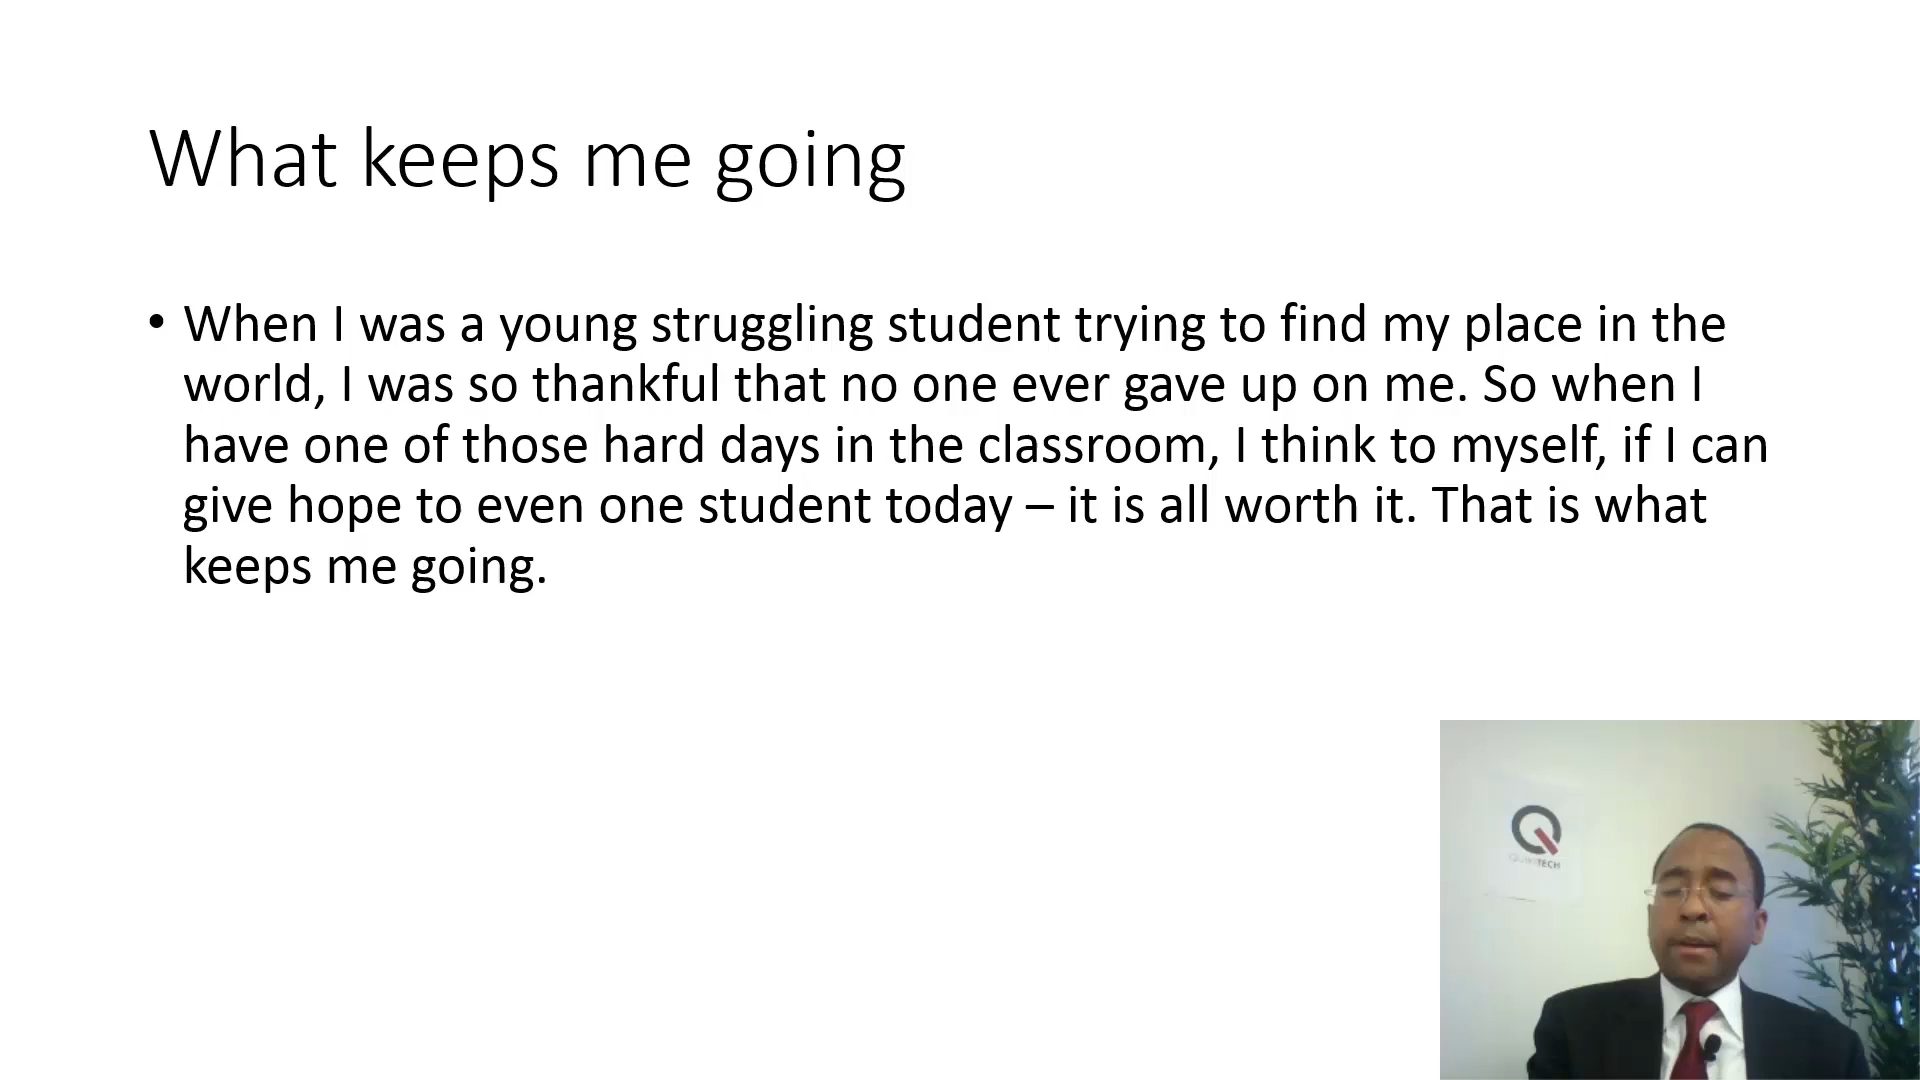 What keeps me going
• When I was a young struggling student trying to find my place in the
world, I was so thankful that no one ever gave up on me. So when I
have one of those hard days in the classroom, I think to myself, if I can
give hope to even one student today – it is all worth it. That is what
keeps me going.
TECH